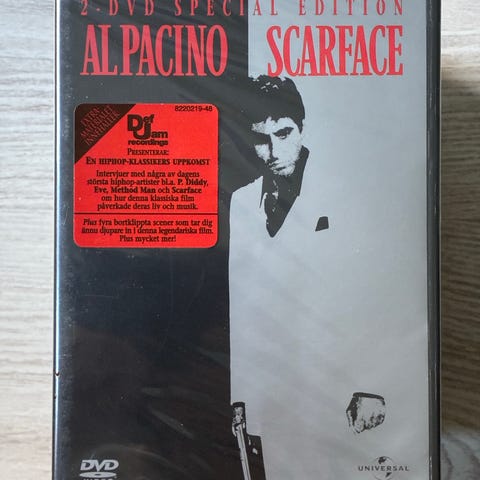 2-DVD SPECIAL EDITION
AL PACINO SCARFACE
8220219-48
Def Jam
recordings
PRESENTERAR:
EN HIPHOP-KLASSIKERS UPPKOMST
Intervjuer med några av dagens
största hiphop-artister bl.a. P. Diddy,
Eve, Method Man och Scarface
om hur denna klassiska film
påverkade deras liv och musik.
Plus fyra bortklippta scener som tar dig
ännu djupare in i denna legendariska film.
Plus mycket mer!
DVD
VIDEO
UNIVERSAL